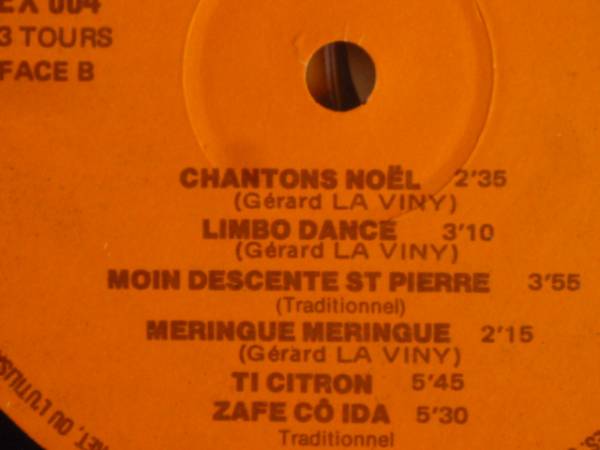 EX 004
3 TOURS
FACE B
CHANTONS NOËL 2'35
(Gérard LA VINY)
LIMBO DANCE 3'10
(Gérard LA VINY)
MOIN DESCENTE ST PIERRE 3'55
(Traditionnel)
MERINGUE MERINGUE 2'15
(Gérard LA VINY)
TI CITRON 5'45
ZAFE CÔ IDA 5'30
Traditionnel
OU L'UTILIS